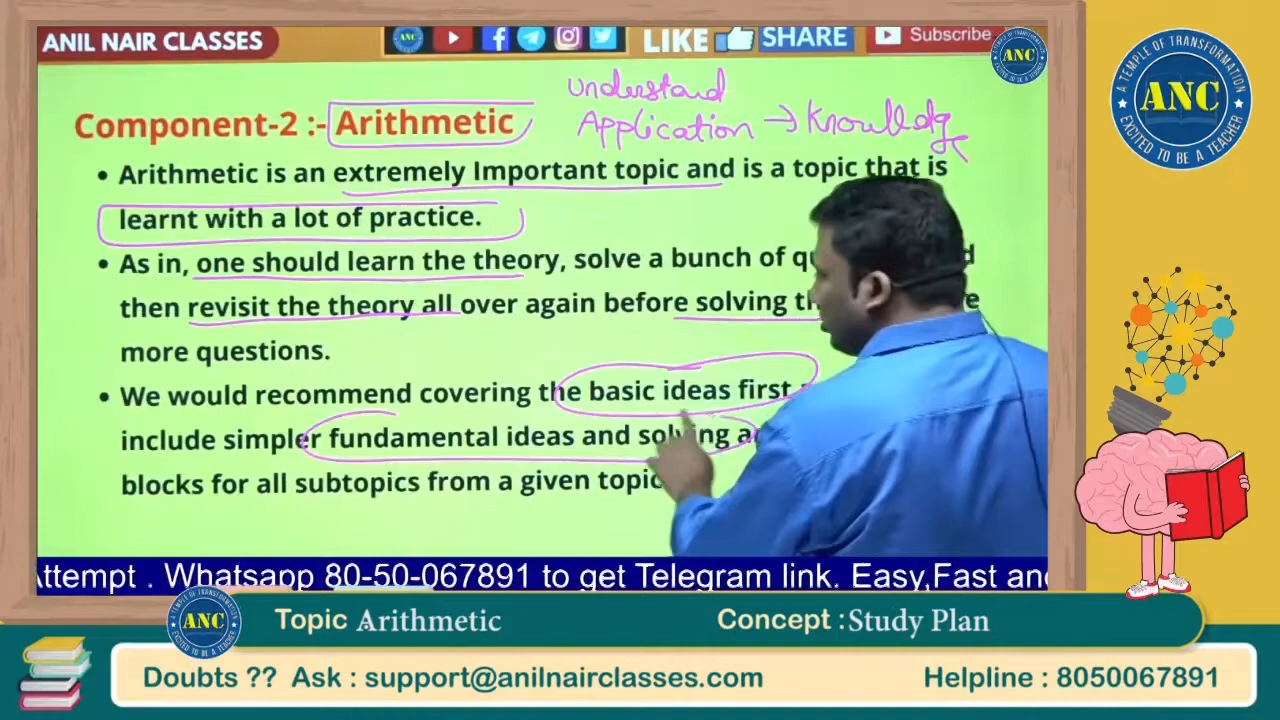 ANIL NAIR CLASSES
LIKE SHARE
Subscribe
ANC
A TEMPLE OF TRANSFORMATION
ANC
EXCITED TO BE A TEACHER
understand
Component-2 :- Arithmetic
Application → Knowlledg
• Arithmetic is an extremely Important topic and is a topic that is
learnt with a lot of practice.
• As in, one should learn the theory, solve a bunch of
then revisit the theory all over again before solving
more questions.
• We would recommend covering the basic ideas first
include simpler fundamental ideas and solving
blocks for all subtopics from a given topic
Attempt . Whatsapp 80-50-067891 to get Telegram link. Easy,Fast and
ANC
Topic Arithmetic
Concept : Study Plan
Doubts ?? Ask : support@anilnairclasses.com
Helpline : 8050067891